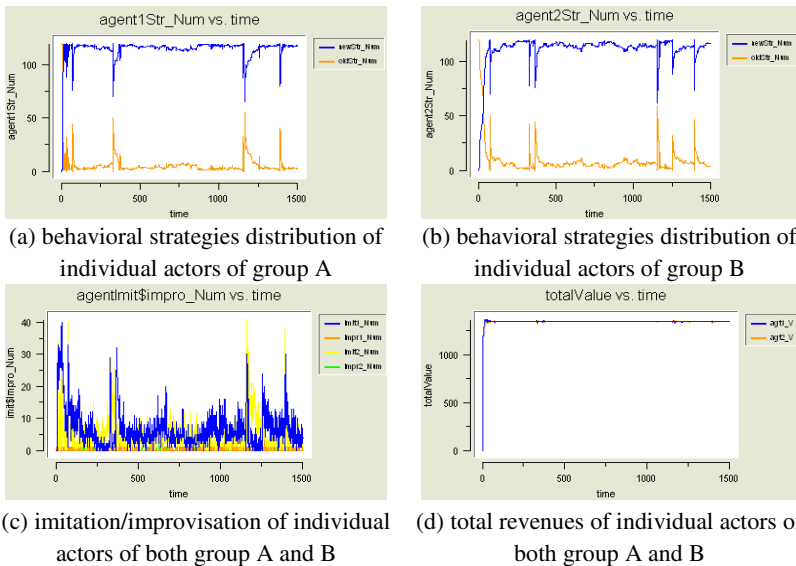 agent1Str_Num vs. time
agent1Str_Num
100
50
0
0
500
1000
1500
time
newStr_Num
oldStr_Num
(a) behavioral strategies distribution of
individual actors of group A
agent2Str_Num vs. time
agent2Str_Num
100
50
0
0
500
1000
1500
time
newStr_Num
oldStr_Num
(b) behavioral strategies distribution of
individual actors of group B
agentImit$impro_Num vs. time
imit$impro_Num
40
30
20
10
0
0
500
1000
1500
time
Imit1_Num
Impr1_Num
Imit2_Num
Impr2_Num
(c) imitation/improvisation of individual
actors of both group A and B
totalValue vs. time
totalValue
1000
500
0
0
500
1000
1500
time
agt1_V
agt2_V
(d) total revenues of individual actors of
both group A and B